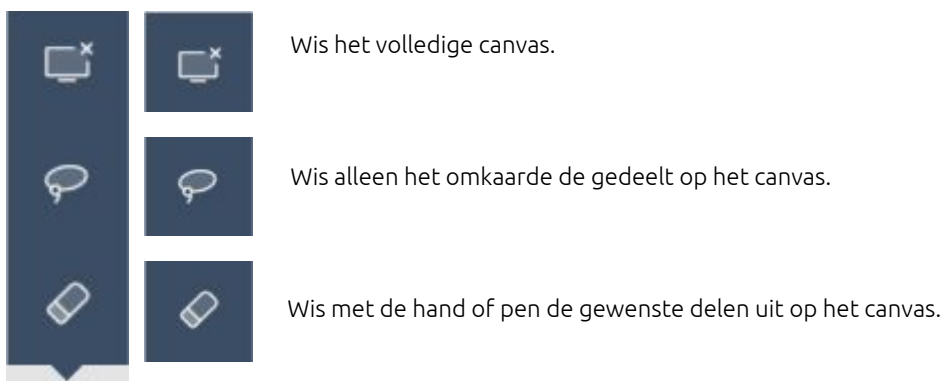 Wis het volledige canvas.
Wis alleen het omkaarde de gedeelt op het canvas.
Wis met de hand of pen de gewenste delen uit op het canvas.